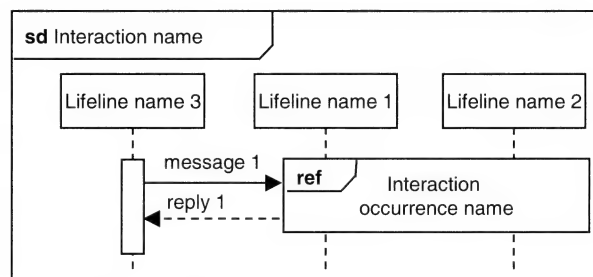 sd Interaction name
Lifeline name 3
Lifeline name 1
Lifeline name 2
message 1
ref
Interaction
occurrence name
reply 1